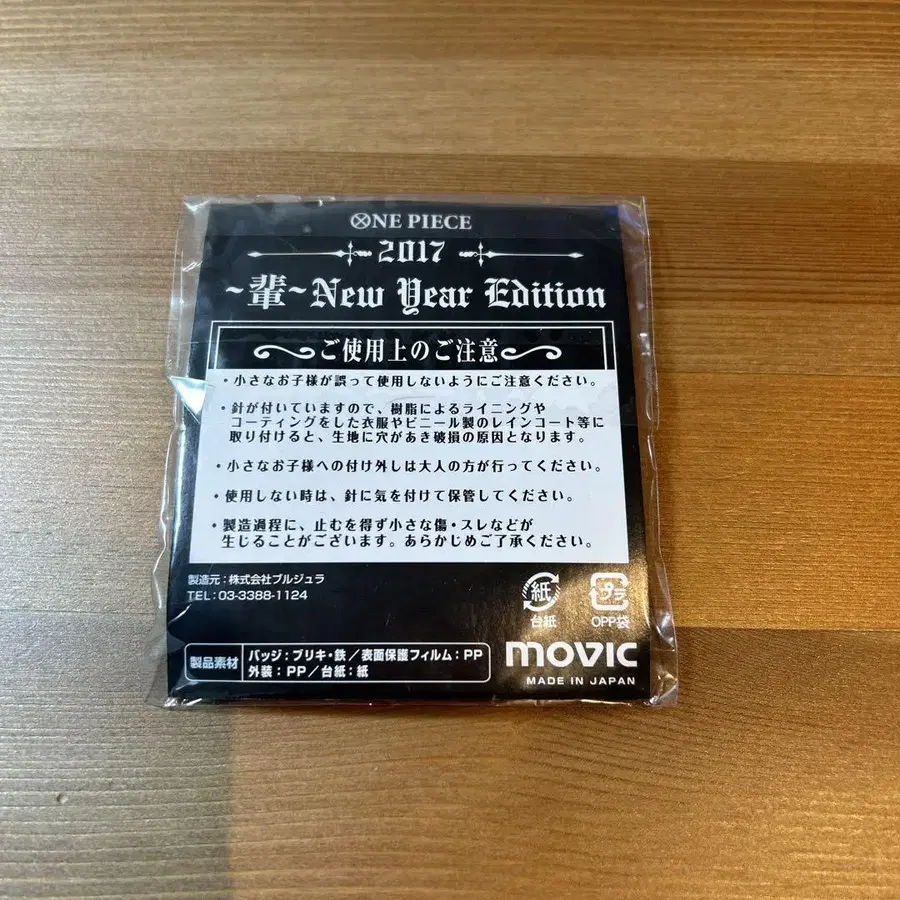 ONE PIECE
2017
~輩~New Year Edition
ご使用上のご注意
・小さなお子様が誤って使用しないようにご注意ください。
・針が付いていますので、樹脂によるライニングや
コーティングをした衣服やビニール製のレインコート等に
取り付けると、生地に穴があき破損の原因となります。
・小さなお子様への付け外しは大人の方が行ってください。
・使用しない時は、針に気を付けて保管してください。
・製造過程に、止むを得ず小さな傷・スレなどが
生じることがございます。あらかじめご了承ください。
製造元：株式会社ブルジュラ
TEL：03-3388-1124
紙
台紙
プラ
OPP袋
製品素材
バッジ：ブリキ・鉄／表面保護フィルム：PP
外装：PP／台紙：紙
movic
MADE IN JAPAN